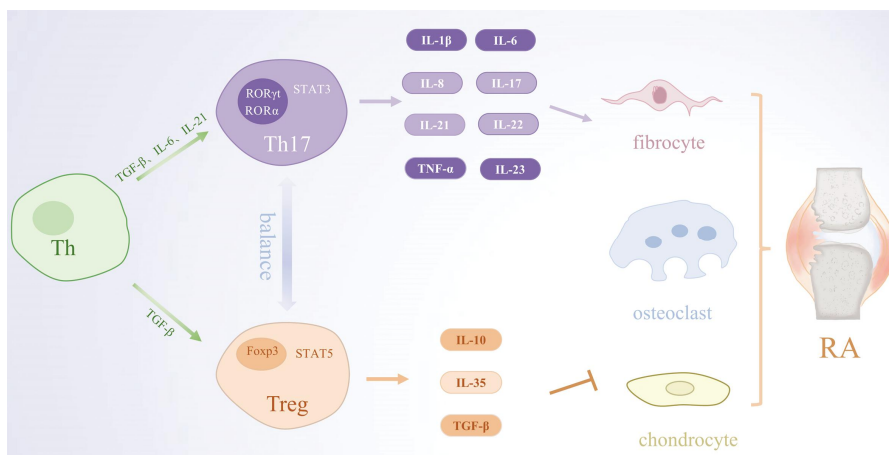 IL-1β
IL-6
RORγt
RORα
STAT3
IL-8
IL-17
Th17
IL-21
IL-22
TNF-α
IL-23
fibrocyte
TGF-β、IL-6、IL-21
Th
balance
TGF-β
osteoclast
Foxp3
STAT5
Treg
IL-10
IL-35
TGF-β
chondrocyte
RA